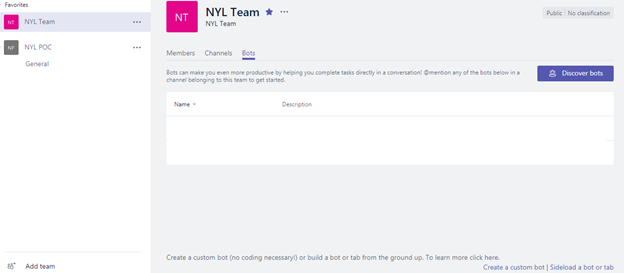 Favorites
NT NYL Team ...
NP NYL POC ...
General
Add team
NT
NYL Team ...
NYL Team
Public | No classification
Members Channels Bots
Bots can make you even more productive by helping you complete tasks directly in a conversation! @mention any of the bots below in a
channel belonging to this team to get started.
Discover bots
Name Description
Create a custom bot (no coding necessary!) or build a bot or tab from the ground up. To learn more click here.
Create a custom bot | Sideload a bot or tab